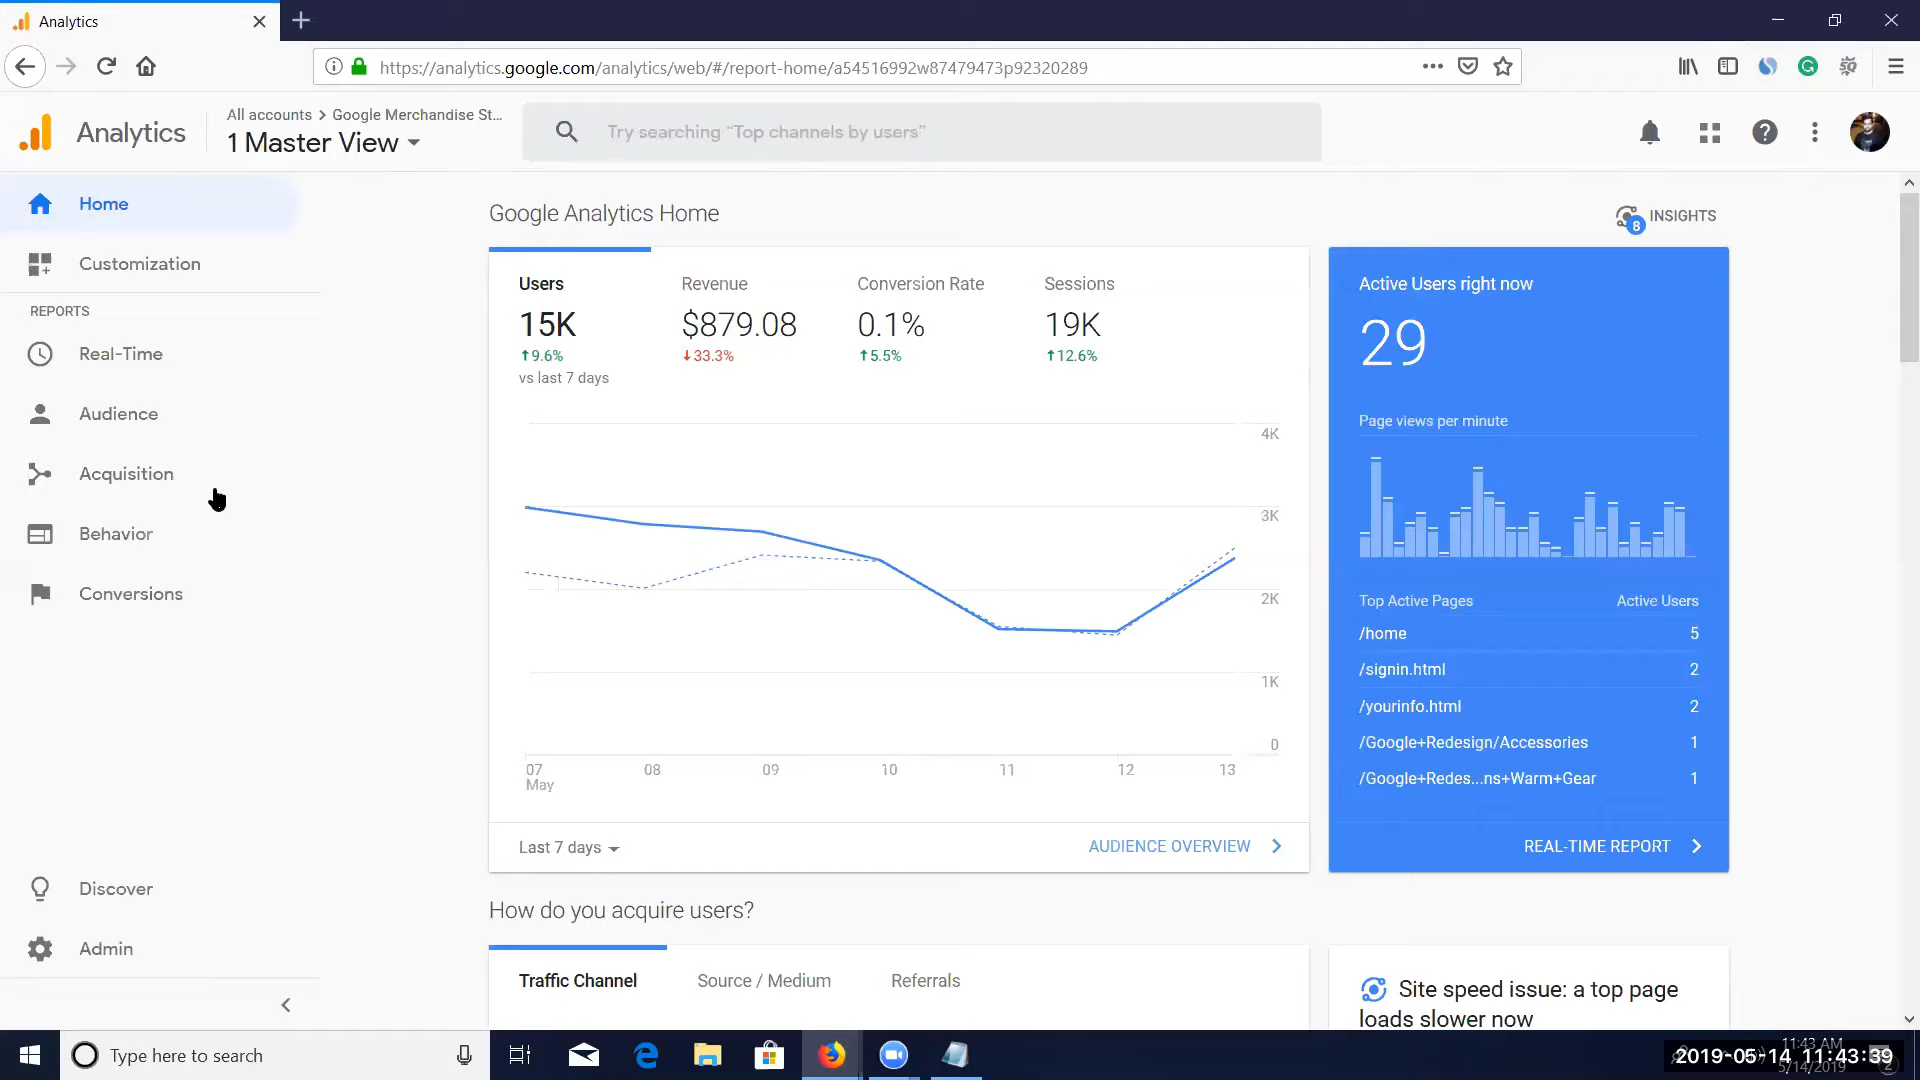 Analytics
https://analytics.google.com/analytics/web/#/report-home/a54516992w87479473p92320289
Analytics
All accounts > Google Merchandise St...
1 Master View
Try searching “Top channels by users”
Home
Customization
REPORTS
Real-Time
Audience
Acquisition
Behavior
Conversions
Discover
Admin
Google Analytics Home
INSIGHTS
8
Users
15K
9.6%
vs last 7 days
Revenue
$879.08
33.3%
Conversion Rate
0.1%
5.5%
Sessions
19K
12.6%
4K
3K
2K
1K
0
07 08 09 10 11 12 13
May
Last 7 days
AUDIENCE OVERVIEW
Active Users right now
29
Page views per minute
Top Active Pages Active Users
/home 5
/signin.html 2
/yourinfo.html 2
/Google+Redesign/Accessories 1
/Google+Redes...ns+Warm+Gear 1
REAL-TIME REPORT
How do you acquire users?
Traffic Channel
Source / Medium
Referrals
Site speed issue: a top page
loads slower now
Type here to search
11:43 AM
2019-05-14 11:43:39
5/14/2019
2